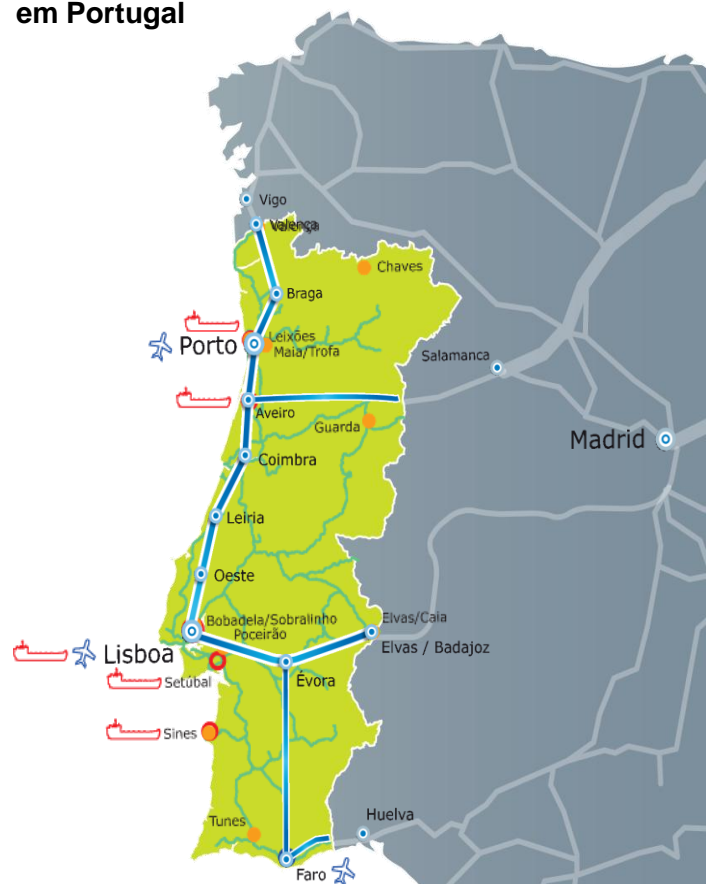 em Portugal
Vigo
Valença
Chaves
Braga
Leixões
Porto
Maia/Trofa
Salamanca
Aveiro
Guarda
Madrid
Coimbra
Leiria
Oeste
Bobadela/Sobralinho
Poceirão
Elvas/Caia
Elvas / Badajoz
Lisboa
Évora
Setúbal
Sines
Tunes
Huelva
Faro